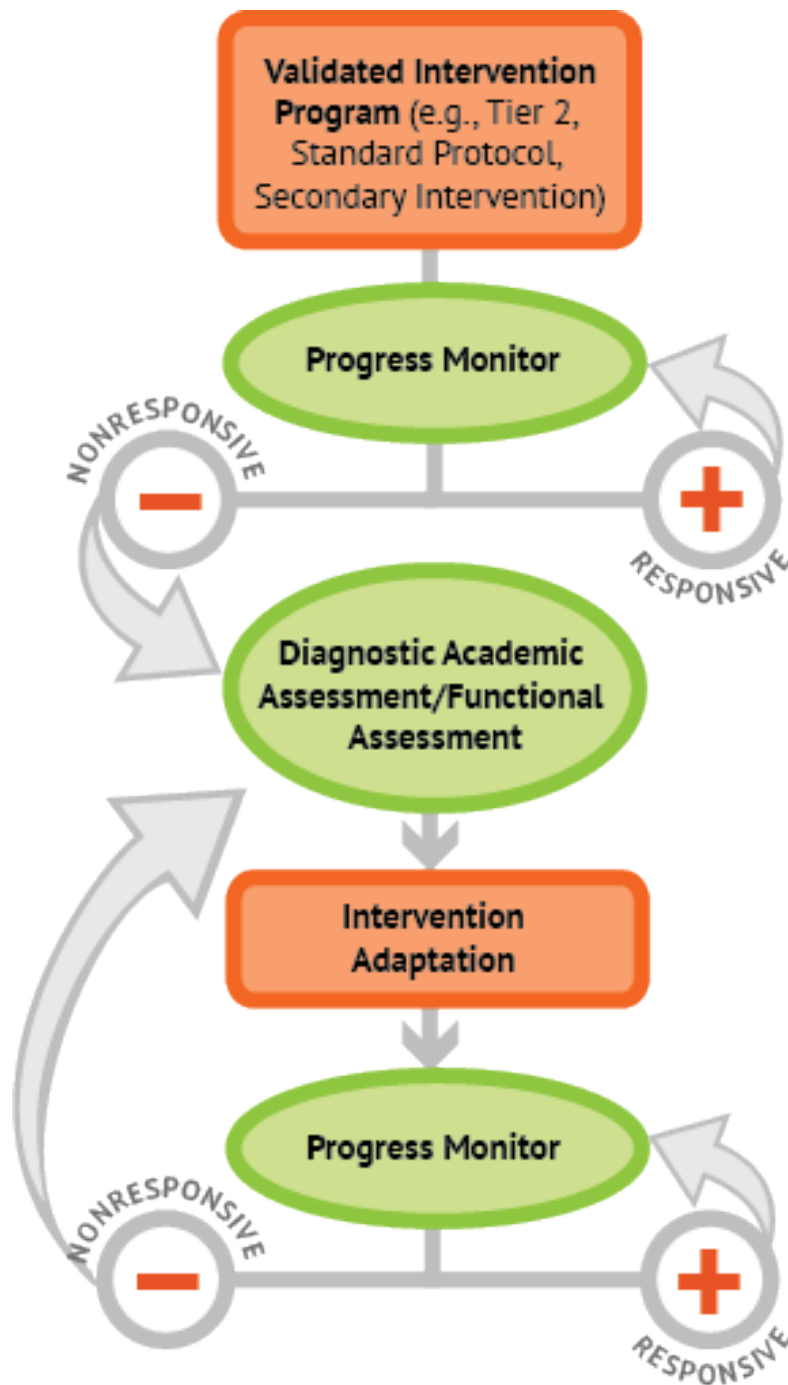 Validated Intervention
Program (e.g., Tier 2,
Standard Protocol,
Secondary Intervention)
Progress Monitor
NONRESPONSIVE
RESPONSIVE
Diagnostic Academic
Assessment/Functional
Assessment
Intervention
Adaptation
Progress Monitor
NONRESPONSIVE
RESPONSIVE